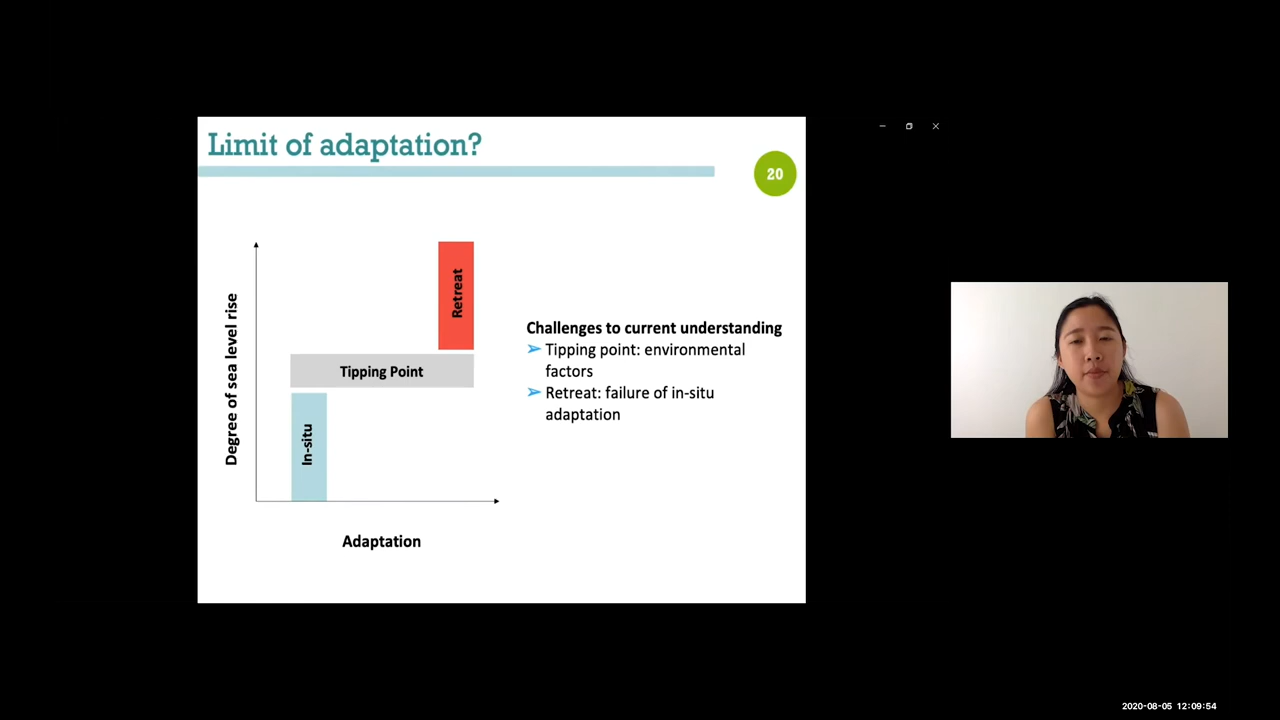 Limit of adaptation?
20
Degree of sea level rise
Retreat
Tipping Point
In-situ
Adaptation
Challenges to current understanding
➢ Tipping point: environmental
factors
➢ Retreat: failure of in-situ
adaptation
2020-08-05 12:09:54